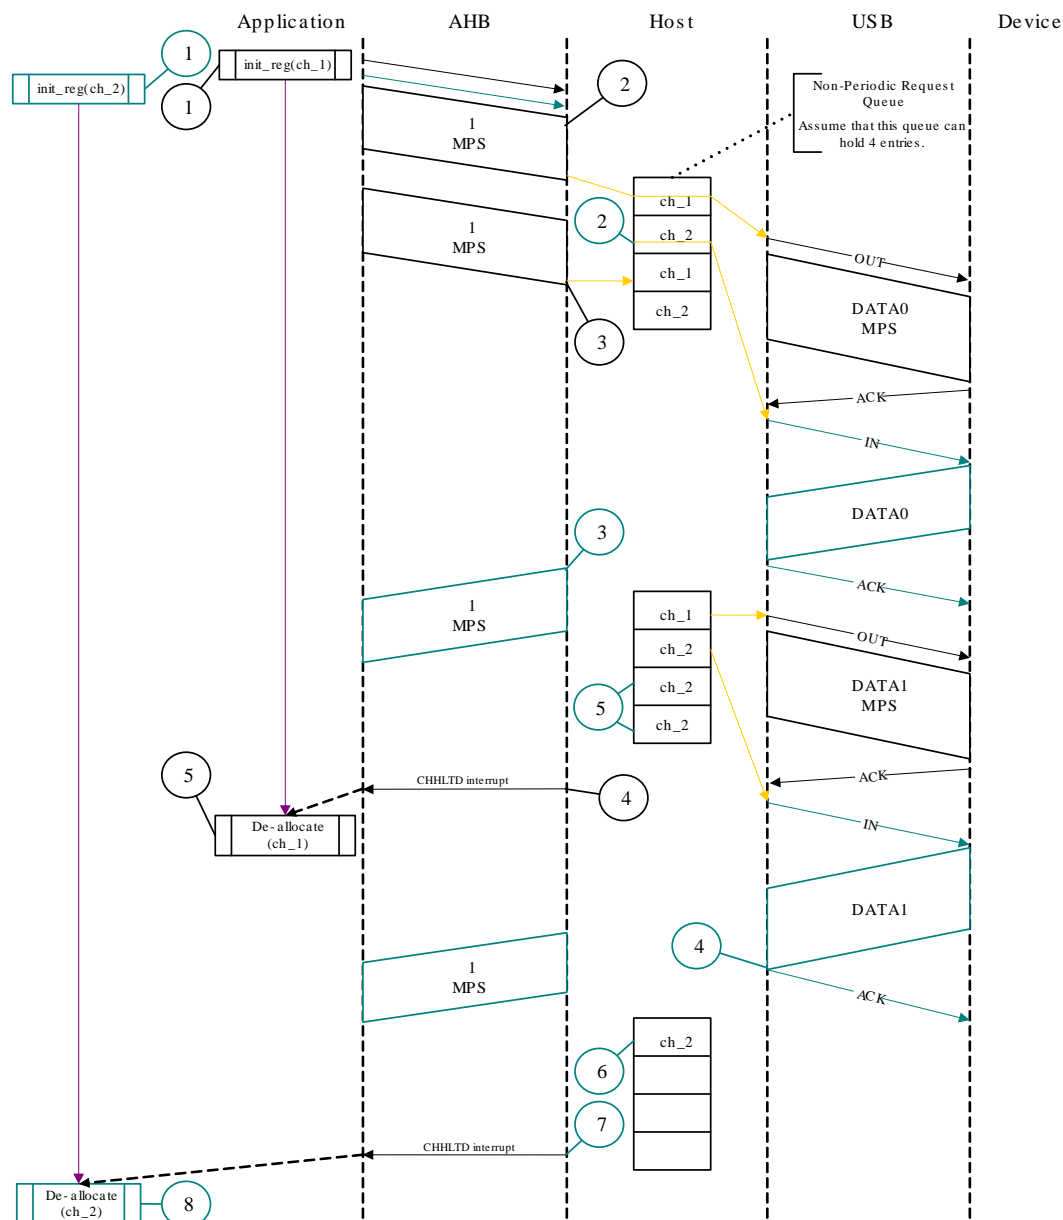 Application AHB Host USB Device
1
init_reg(ch_1)
init_reg(ch_2)
1
2
Non-Periodic Request
Queue
Assume that this queue can
hold 4 entries.
1
MPS
ch_1
2
ch_2
1
MPS
OUT
ch_1
ch_2
DATA0
MPS
3
ACK
IN
DATA0
3
ACK
1
MPS
ch_1
OUT
ch_2
ch_2
DATA1
MPS
5
ch_2
5
CHHLTD interrupt
4
ACK
De-allocate
(ch_1)
IN
DATA1
4
1
MPS
ACK
ch_2
6
7
CHHLTD interrupt
De-allocate
(ch_2)
8